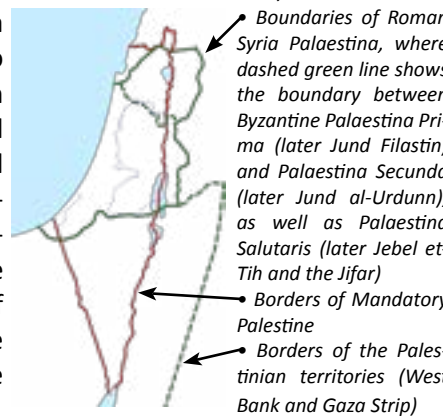 • Boundaries of Roman
Syria Palaestina, where
dashed green line shows
the boundary between
Byzantine Palaestina Pri-
ma (later Jund Filastin)
and Palaestina Secunda
(later Jund al-Urdunn),
as well as Palaestina
Salutaris (later Jebel et-
Tih and the Jifar)
• Borders of Mandatory
Palestine
• Borders of the Pales-
tinian territories (West
Bank and Gaza Strip)